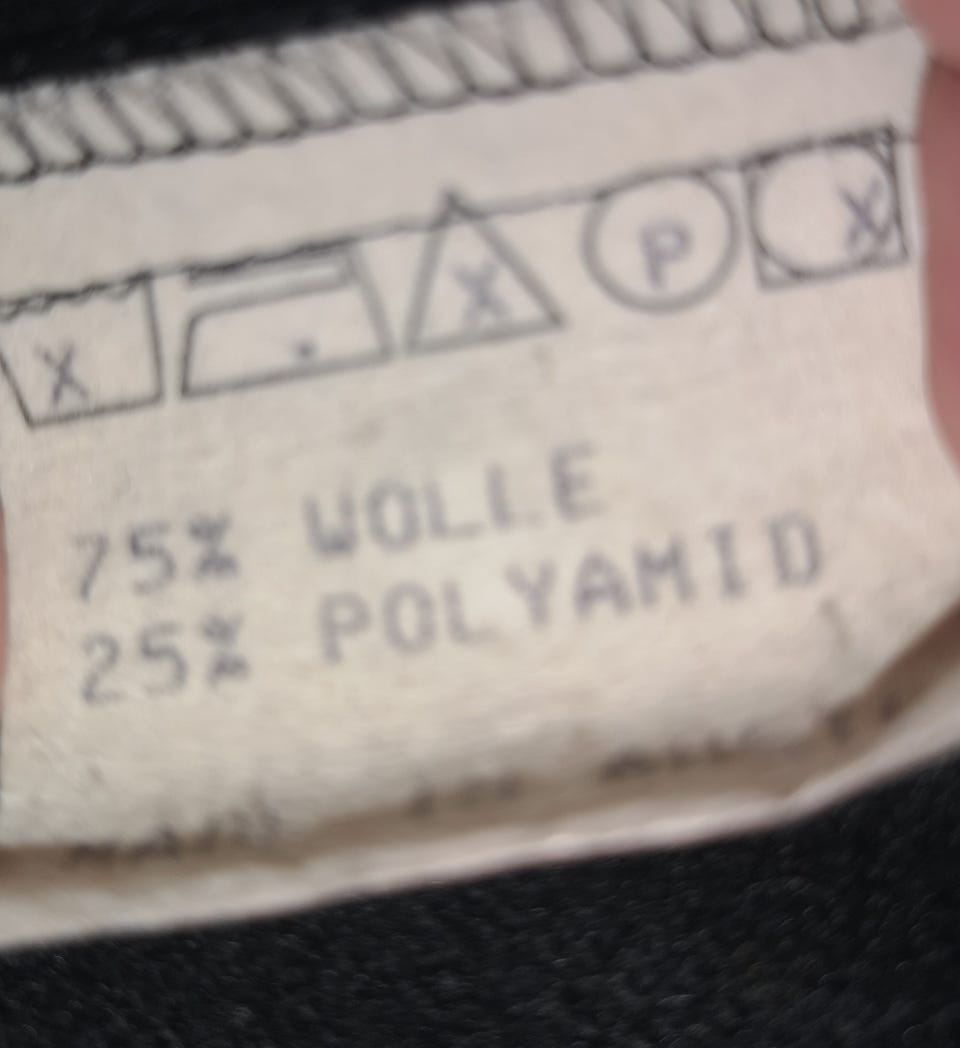 X . X P X
75% WOLLE
25% POLYAMID